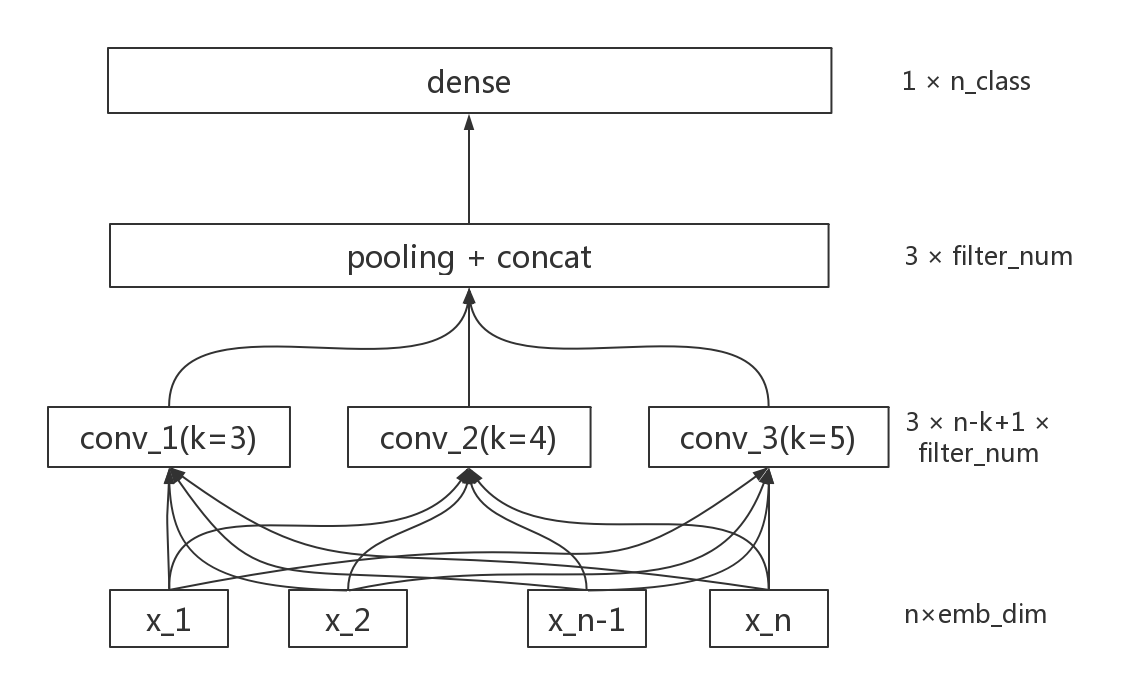 dense
1 × n_class
pooling + concat
3 × filter_num
conv_1(k=3)
conv_2(k=4)
conv_3(k=5)
3 × n-k+1 ×
filter_num
x_1
x_2
x_n-1
x_n
n×emb_dim